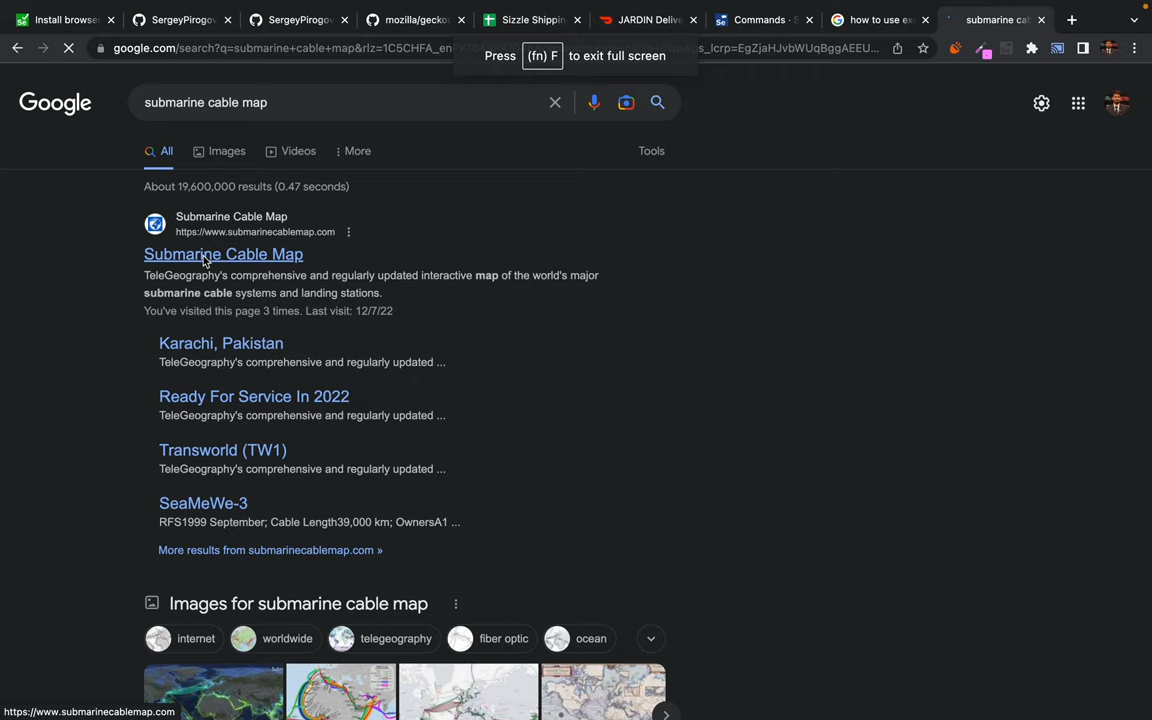 Install browser
SergeyPirogov
SergeyPirogov
mozilla/gecko
Sizzle Shippin
JARDIN Delive
Commands · S
how to use exe
submarine cab
google.com/search?q=submarine+cable+map&rlz=1C5CHFA_en
s_lcrp=EgZjaHJvbWUqBggAEEU...
Press (fn) F to exit full screen
Google
submarine cable map
All
Images
Videos
More
Tools
About 19,600,000 results (0.47 seconds)
Submarine Cable Map
https://www.submarinecablemap.com
Submarine Cable Map
TeleGeography's comprehensive and regularly updated interactive map of the world's major
submarine cable systems and landing stations.
You've visited this page 3 times. Last visit: 12/7/22
Karachi, Pakistan
TeleGeography's comprehensive and regularly updated ...
Ready For Service In 2022
TeleGeography's comprehensive and regularly updated ...
Transworld (TW1)
TeleGeography's comprehensive and regularly updated ...
SeaMeWe-3
RFS1999 September; Cable Length39,000 km; OwnersA1 ...
More results from submarinecablemap.com »
Images for submarine cable map
internet
worldwide
telegeography
fiber optic
ocean
https://www.submarinecablemap.com